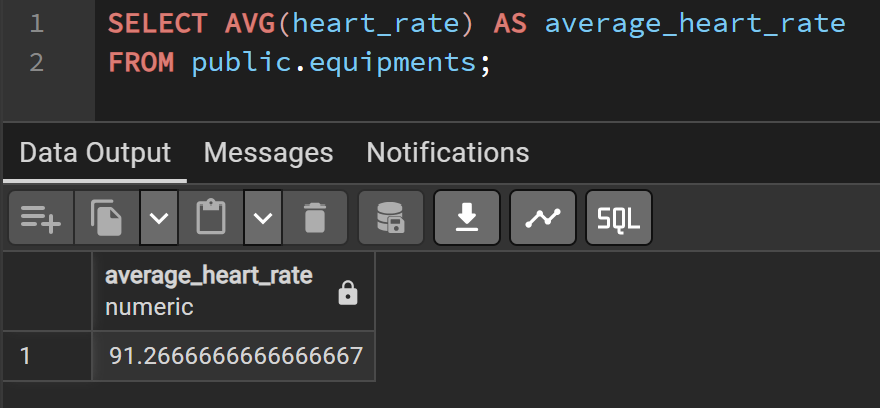 1 SELECT AVG(heart_rate) AS average_heart_rate
2 FROM public.equipments;
Data Output Messages Notifications
SQL
average_heart_rate
numeric
1 91.2666666666666667